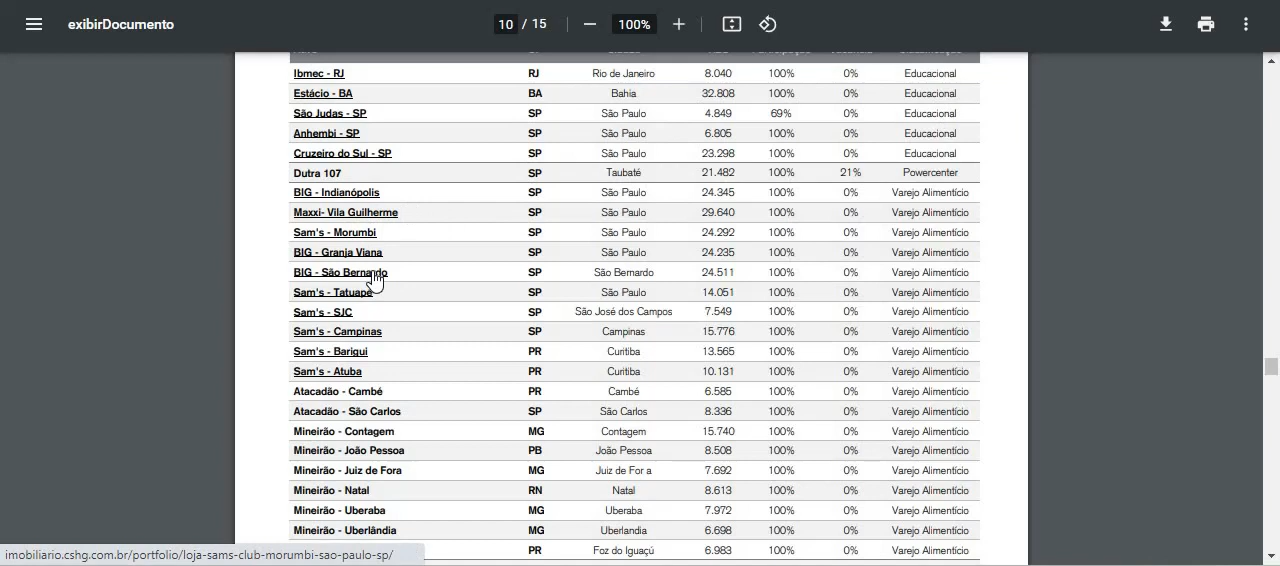 exibirDocumento 10 / 15 100%
Ibmec - RJ RJ Rio de Janeiro 8.040 100% 0% Educacional
Estácio - BA BA Bahia 32.808 100% 0% Educacional
São Judas - SP SP São Paulo 4.849 69% 0% Educacional
Anhembi - SP SP São Paulo 6.805 100% 0% Educacional
Cruzeiro do Sul - SP SP São Paulo 23.298 100% 0% Educacional
Dutra 107 SP Taubaté 21.482 100% 21% Powercenter
BIG - Indianópolis SP São Paulo 24.345 100% 0% Varejo Alimentício
Maxxi- Vila Guilherme SP São Paulo 29.640 100% 0% Varejo Alimentício
Sam's - Morumbi SP São Paulo 24.292 100% 0% Varejo Alimentício
BIG - Granja Viana SP São Paulo 24.235 100% 0% Varejo Alimentício
BIG - São Bernardo SP São Bernardo 24.511 100% 0% Varejo Alimentício
Sam's - Tatuapé SP São Paulo 14.051 100% 0% Varejo Alimentício
Sam's - SJC SP São José dos Campos 7.549 100% 0% Varejo Alimentício
Sam's - Campinas SP Campinas 15.776 100% 0% Varejo Alimentício
Sam's - Barigui PR Curitiba 13.565 100% 0% Varejo Alimentício
Sam's - Atuba PR Curitiba 10.131 100% 0% Varejo Alimentício
Atacadão - Cambé PR Cambé 6.585 100% 0% Varejo Alimentício
Atacadão - São Carlos SP São Carlos 8.336 100% 0% Varejo Alimentício
Mineirão - Contagem MG Contagem 15.740 100% 0% Varejo Alimentício
Mineirão - João Pessoa PB João Pessoa 8.508 100% 0% Varejo Alimentício
Mineirão - Juiz de Fora MG Juiz de For a 7.692 100% 0% Varejo Alimentício
Mineirão - Natal RN Natal 8.613 100% 0% Varejo Alimentício
Mineirão - Uberaba MG Uberaba 7.972 100% 0% Varejo Alimentício
Mineirão - Uberlândia MG Uberlandia 6.698 100% 0% Varejo Alimentício
PR Foz do Iguaçú 6.983 100% 0% Varejo Alimentício
imobiliario.cshg.com.br/portfolio/loja-sams-club-morumbi-sao-paulo-sp/